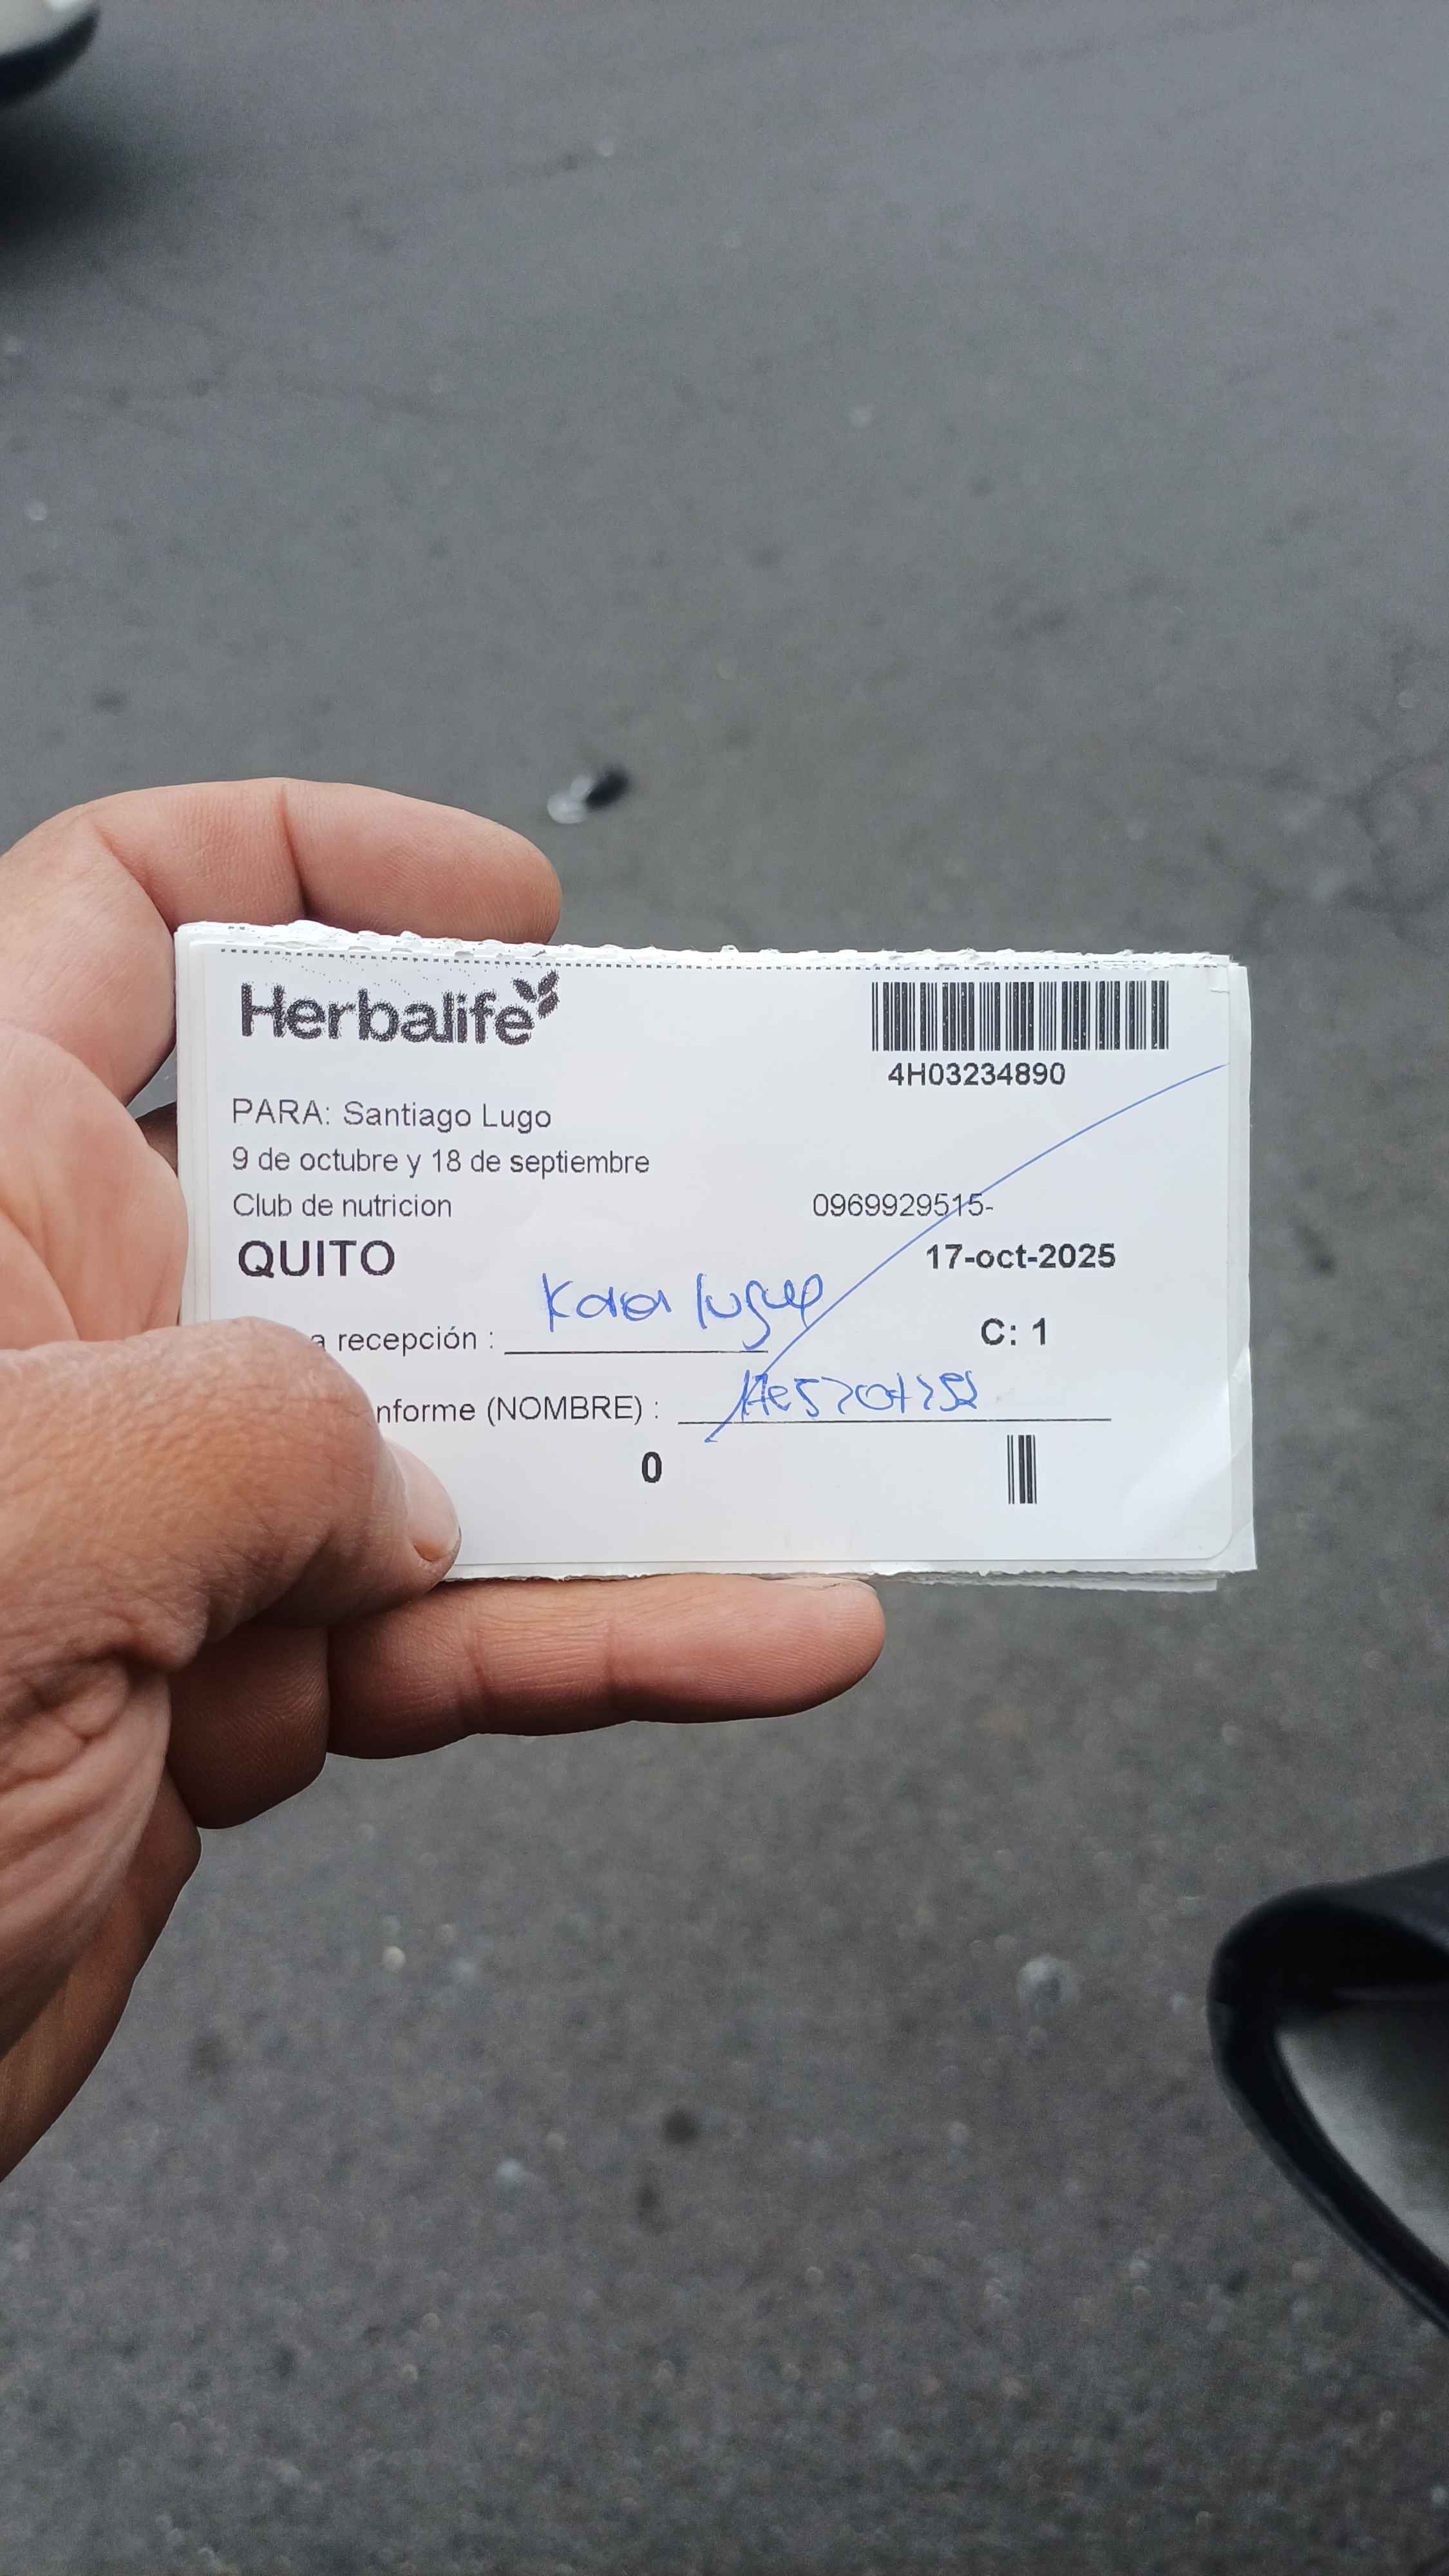 Herbalife
4H03234890
PARA: Santiago Lugo
9 de octubre y 18 de septiembre
Club de nutricion 0969929515-
QUITO 17-oct-2025
a recepción : C: 1
nforme (NOMBRE) :
0